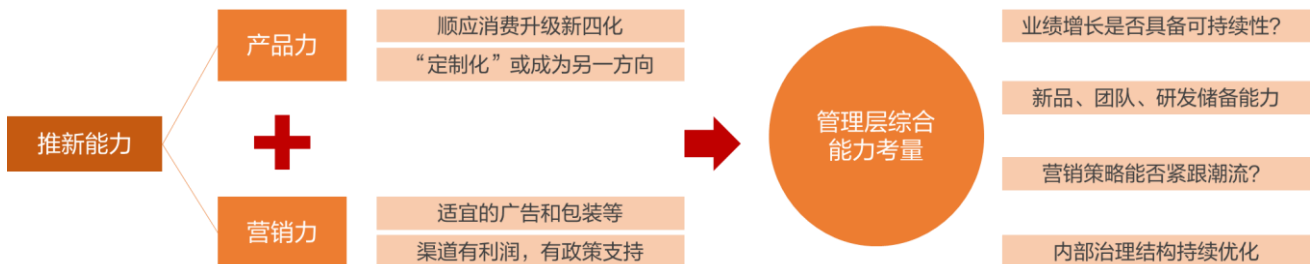 推新能力
产品力
顺应消费升级新四化
“定制化”或成为另一方向
营销力
适宜的广告和包装等
渠道有利润，有政策支持
管理层综合
能力考量
业绩增长是否具备可持续性?
新品、团队、研发储备能力
营销策略能否紧跟潮流?
内部治理结构持续优化